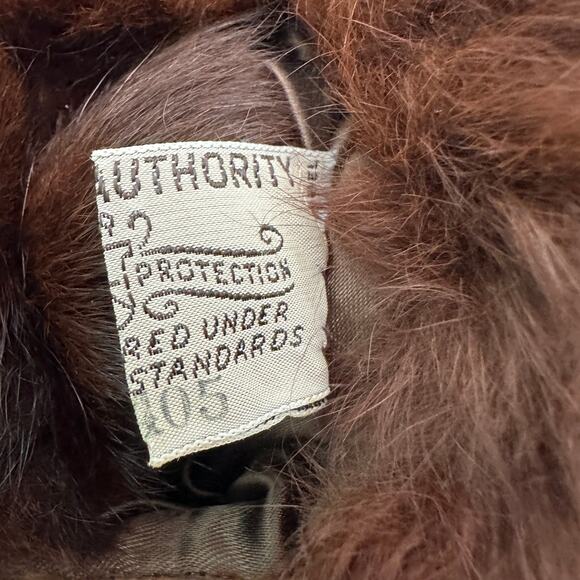 AUTHORITY
PROTECTION
RED UNDER
STANDARDS
105